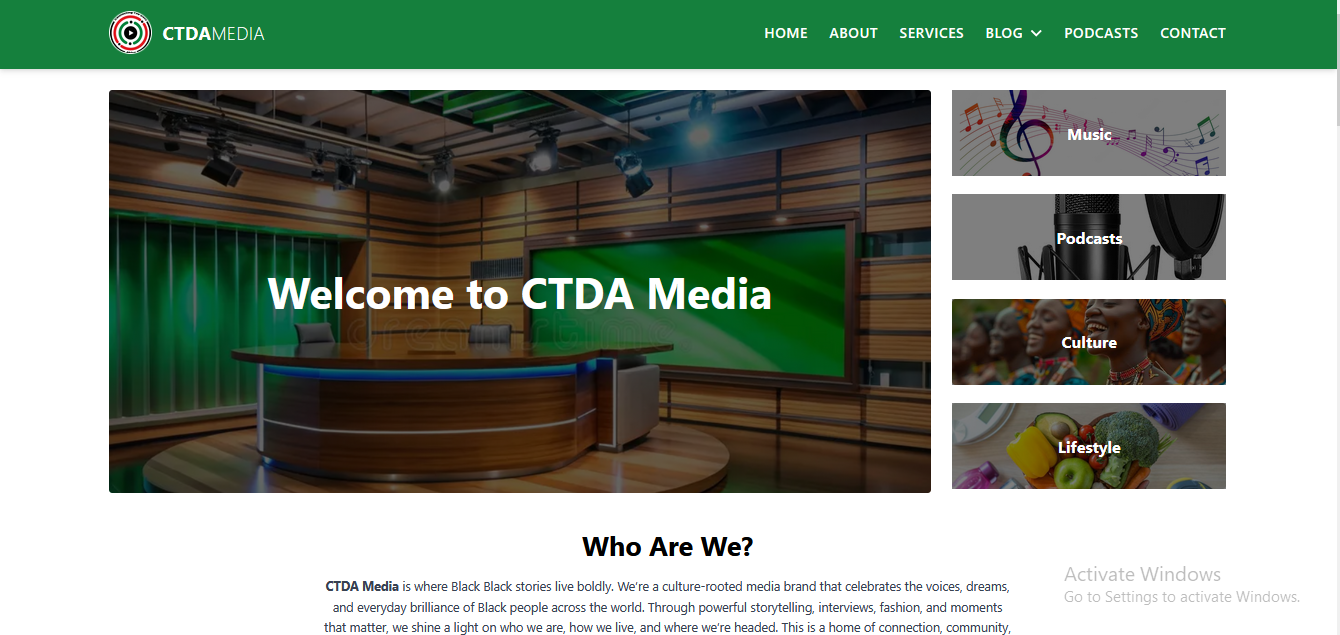 CTDAMEDIA
HOME ABOUT SERVICES BLOG PODCASTS CONTACT
Welcome to CTDA Media
dreamstime
Music
Podcasts
Culture
Lifestyle
Who Are We?
CTDA Media is where Black Black stories live boldly. We're a culture-rooted media brand that celebrates the voices, dreams,
and everyday brilliance of Black people across the world. Through powerful storytelling, interviews, fashion, and moments
that matter, we shine a light on who we are, how we live, and where we're headed. This is a home of connection, community,
Activate Windows
Go to Settings to activate Windows.